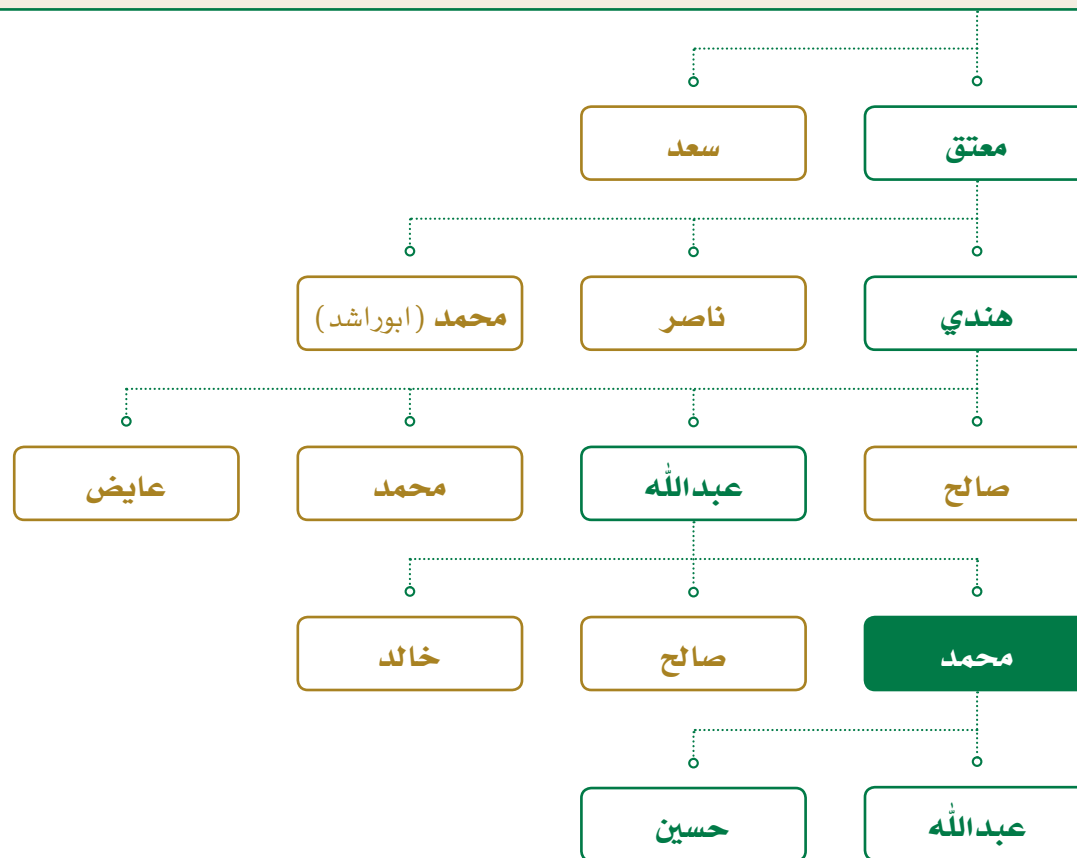 معتق
سعد
هندي
ناصر
محمد (ابوراشد)
صالح
عبدالله
محمد
عايض
محمد
صالح
خالد
عبدالله
حسين